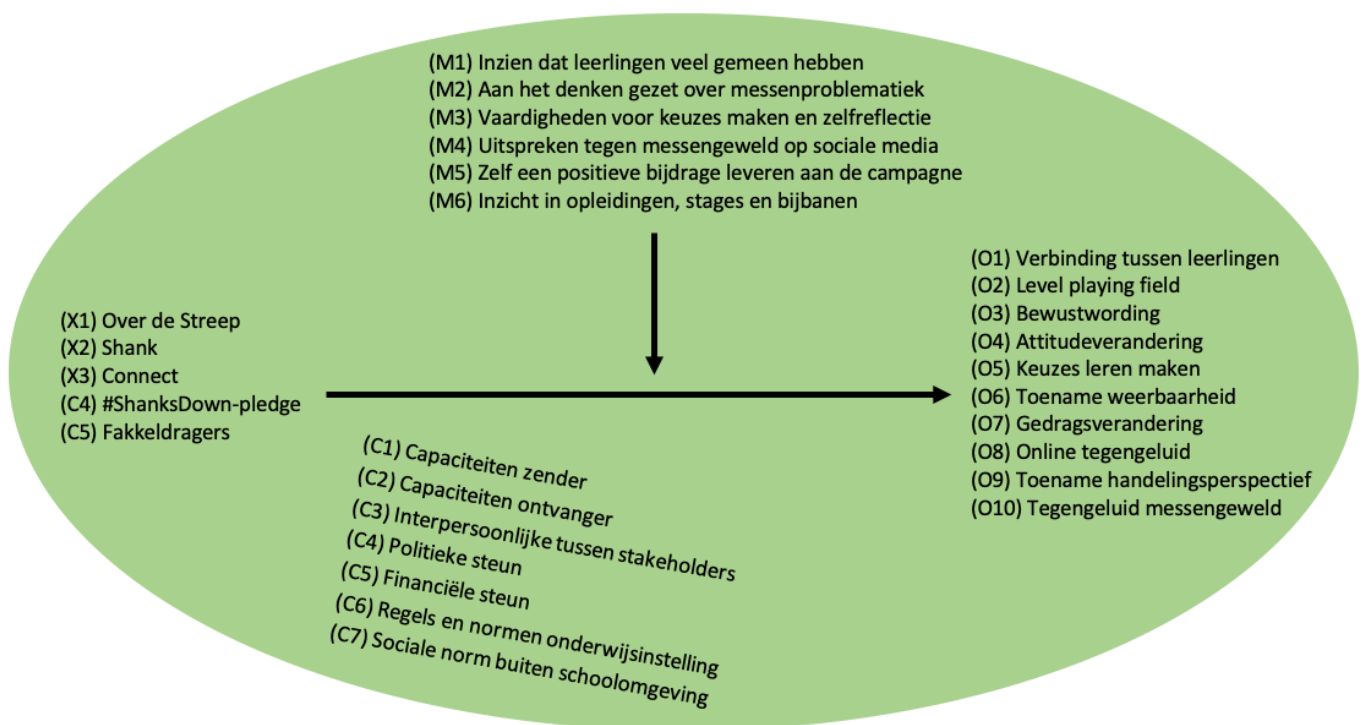 (M1) Inzien dat leerlingen veel gemeen hebben
(M2) Aan het denken gezet over messenproblematiek
(M3) Vaardigheden voor keuzes maken en zelfreflectie
(M4) Uitspreken tegen messengeweld op sociale media
(M5) Zelf een positieve bijdrage leveren aan de campagne
(M6) Inzicht in opleidingen, stages en bijbanen
(X1) Over de Streep
(X2) Shank
(X3) Connect
(C4) #ShanksDown-pledge
(C5) Fakkeldragers
(C1) Capaciteiten zender
(C2) Capaciteiten ontvanger
(C3) Interpersoonlijke tussen stakeholders
(C4) Politieke steun
(C5) Financiële steun
(C6) Regels en normen onderwijsinstelling
(C7) Sociale norm buiten schoolomgeving
(O1) Verbinding tussen leerlingen
(O2) Level playing field
(O3) Bewustwording
(O4) Attitudeverandering
(O5) Keuzes leren maken
(O6) Toename weerbaarheid
(O7) Gedragsverandering
(O8) Online tegengeluid
(O9) Toename handelingsperspectief
(O10) Tegengeluid messengeweld